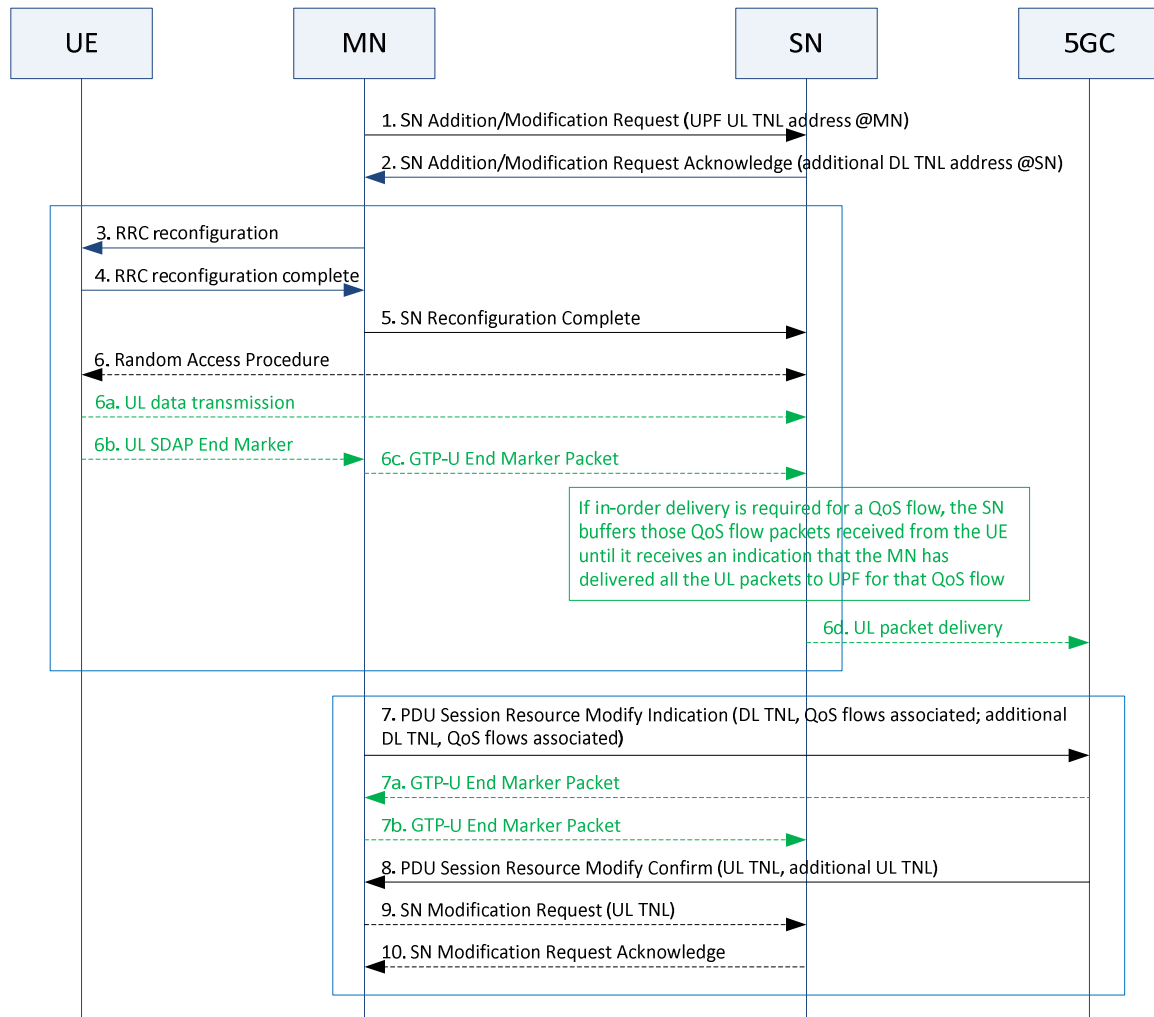 UE
MN
SN
5GC
1. SN Addition/Modification Request (UPF UL TNL address @MN)
2. SN Addition/Modification Request Acknowledge (additional DL TNL address @SN)
3. RRC reconfiguration
4. RRC reconfiguration complete
5. SN Reconfiguration Complete
6. Random Access Procedure
6a. UL data transmission
6b. UL SDAP End Marker
6c. GTP-U End Marker Packet
If in-order delivery is required for a QoS flow, the SN
buffers those QoS flow packets received from the UE
until it receives an indication that the MN has
delivered all the UL packets to UPF for that QoS flow
6d. UL packet delivery
7. PDU Session Resource Modify Indication (DL TNL, QoS flows associated; additional
DL TNL, QoS flows associated)
7a. GTP-U End Marker Packet
7b. GTP-U End Marker Packet
8. PDU Session Resource Modify Confirm (UL TNL, additional UL TNL)
9. SN Modification Request (UL TNL)
10. SN Modification Request Acknowledge